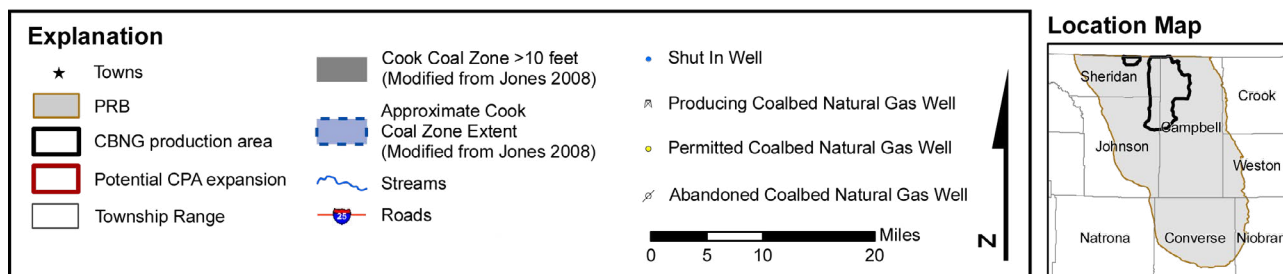 Explanation
Towns
PRB
CBNG production area
Potential CPA expansion
Township Range
Cook Coal Zone >10 feet
(Modified from Jones 2008)
Approximate Cook
Coal Zone Extent
(Modified from Jones 2008)
Streams
25
Roads
Shut In Well
Producing Coalbed Natural Gas Well
Permitted Coalbed Natural Gas Well
Abandoned Coalbed Natural Gas Well
Miles
0 5 10 20
N
Location Map
Sheridan
Crook
Campbell
Johnson
Weston
Natrona
Converse
Niobrar